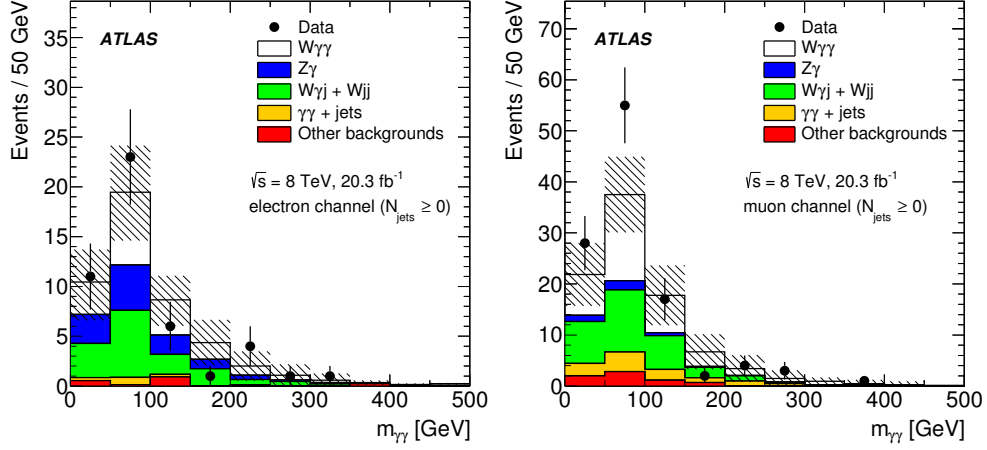 Events / 50 GeV
35
30
25
20
15
10
5
0
ATLAS
Data
Wγγ
Zγ
Wγj + Wjj
γγ + jets
Other backgrounds
√s = 8 TeV, 20.3 fb⁻¹
electron channel (N_jets ≥ 0)
0 100 200 300 400 500
m_γγ [GeV]
Events / 50 GeV
70
60
50
40
30
20
10
0
ATLAS
Data
Wγγ
Zγ
Wγj + Wjj
γγ + jets
Other backgrounds
√s = 8 TeV, 20.3 fb⁻¹
muon channel (N_jets ≥ 0)
0 100 200 300 400 500
m_γγ [GeV]